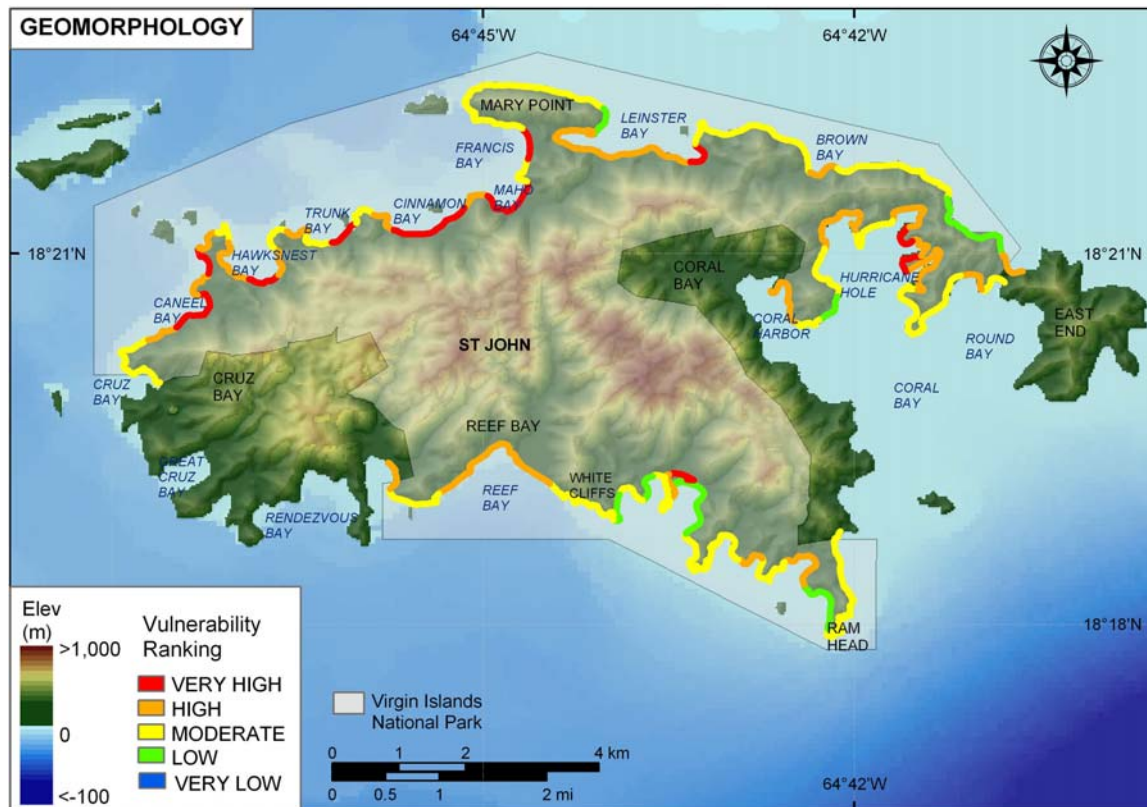 GEOMORPHOLOGY
64°45'W
64°42'W
MARY POINT
LEINSTER
BAY
BROWN
BAY
FRANCIS
BAY
MAHO
BAY
CINNAMON
BAY
TRUNK
BAY
HAWKSNEST
BAY
18°21'N
18°21'N
CANEEL
BAY
CORAL
BAY
HURRICANE
HOLE
CORAL
HARBOR
EAST
END
ROUND
BAY
ST JOHN
CRUZ
BAY
CRUZ
BAY
CORAL
BAY
REEF BAY
GREAT
CRUZ
BAY
REEF
BAY
WHITE
CLIFFS
RENDEZVOUS
BAY
RAM
HEAD
18°18'N
Elev
(m)
>1,000
0
<-100
Vulnerability
Ranking
VERY HIGH
HIGH
MODERATE
LOW
VERY LOW
Virgin Islands
National Park
0 1 2 4 km
0 0.5 1 2 mi
64°42'W